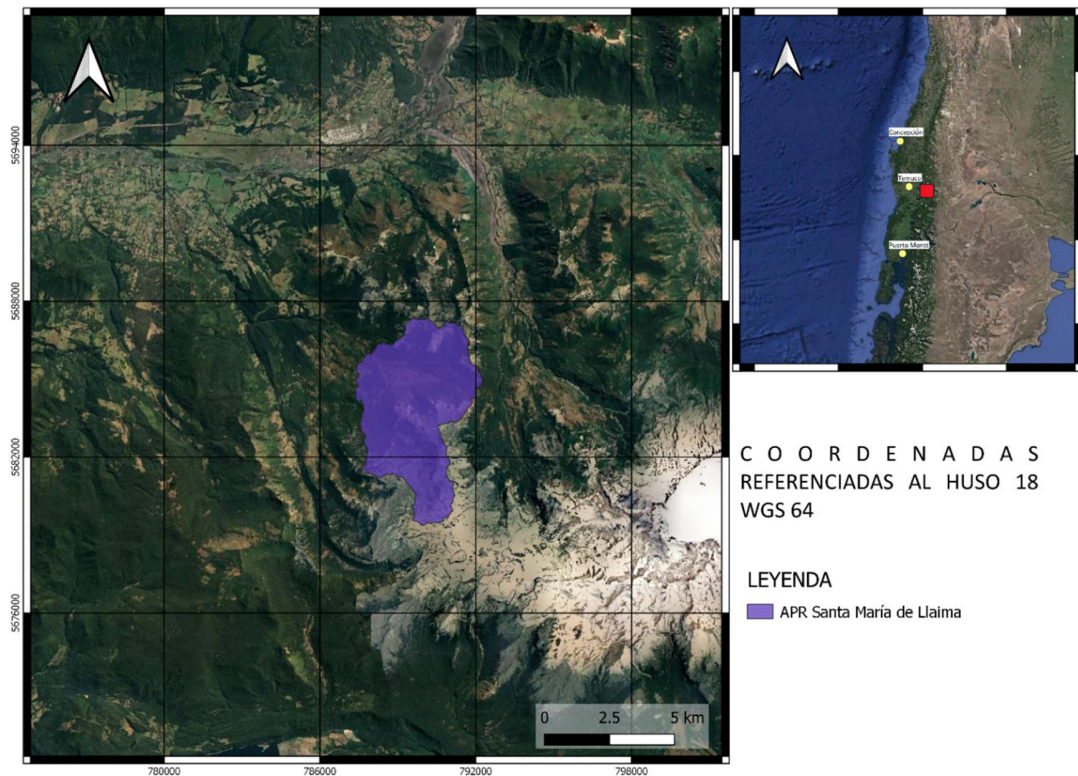 5694000
5688000
5682000
5676000
780000
786000
792000
798000
0 2.5 5 km
Concepción
Temuco
Puerto Montt
C O O R D E N A D A S
REFERENCIADAS AL HUSO 18
WGS 64
LEYENDA
APR Santa María de Llaima